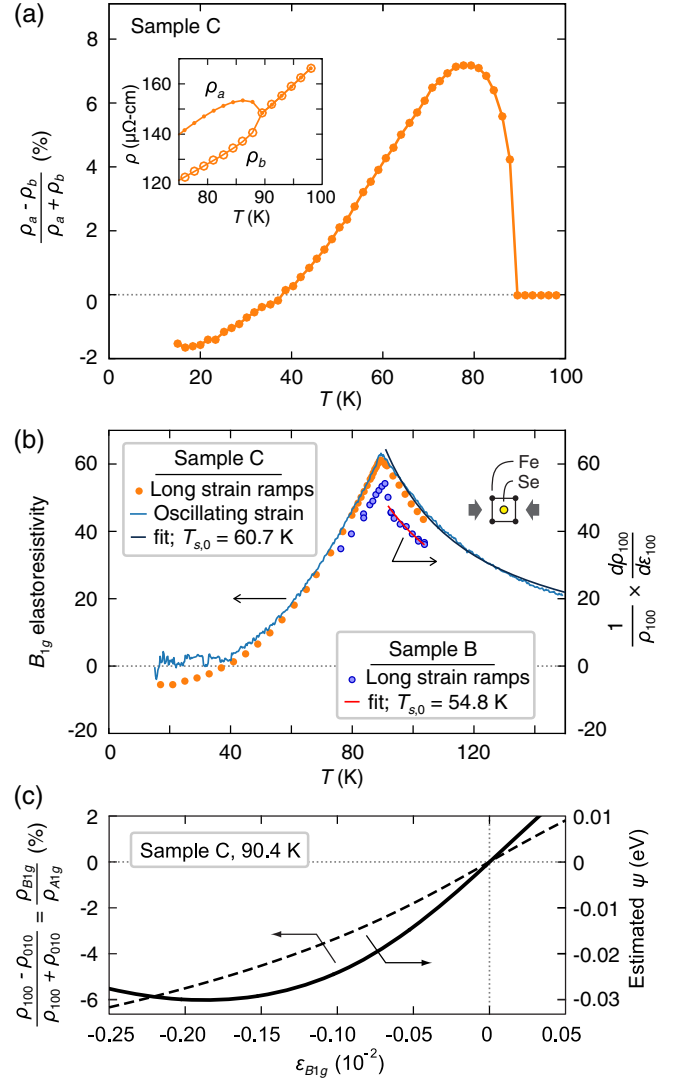 (a)
Sample C
8
6
4
2
0
-2
ρa - ρb
ρa + ρb
(%)
160
140
120
ρ (μΩ-cm)
ρa
ρb
80 90 100
T (K)
0 20 40 60 80 100
T (K)
(b)
Sample C
Long strain ramps
Oscillating strain
fit; Ts,0 = 60.7 K
Fe
Se
60
40
20
0
-20
B1g elastoresistivity
60
40
20
0
-20
1/ρ100 × dρ100/dε100
Sample B
Long strain ramps
fit; Ts,0 = 54.8 K
0 40 80 120
T (K)
(c)
Sample C, 90.4 K
2
0
-2
-4
-6
ρ100 - ρ010
ρ100 + ρ010
=
ρB1g
ρA1g
(%)
0.01
0
-0.01
-0.02
-0.03
Estimated ψ (eV)
-0.25 -0.20 -0.15 -0.10 -0.05 0 0.05
εB1g (10⁻²)